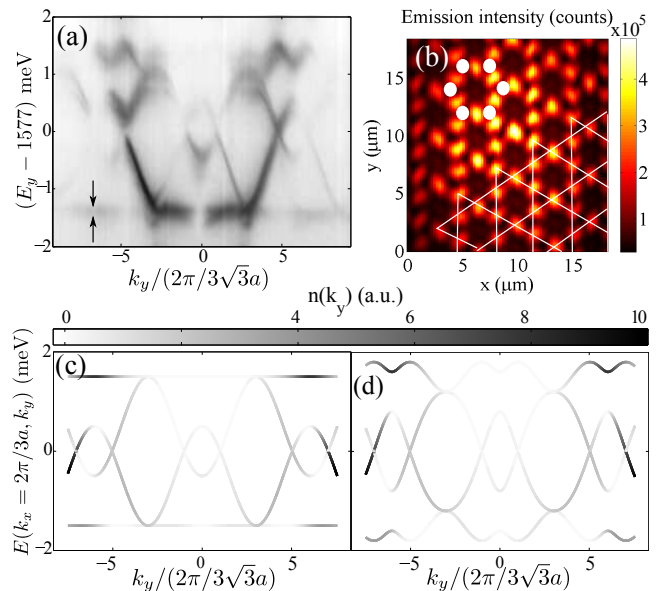 (a)
2
1
0
−1
−2
(E_y − 1577) meV
−5 0 5
k_y/(2π/3√3a)
Emission intensity (counts)
(b)
15
10
5
0
y (μm)
0 5 10 15
x (μm)
x10^5
4
3
2
1
n(k_y) (a.u.)
0 2 4 6 8 10
(c)
2
0
−2
E(k_x = 2π/3a, k_y) (meV)
−5 0 5
k_y/(2π/3√3a)
(d)
−5 0 5
k_y/(2π/3√3a)